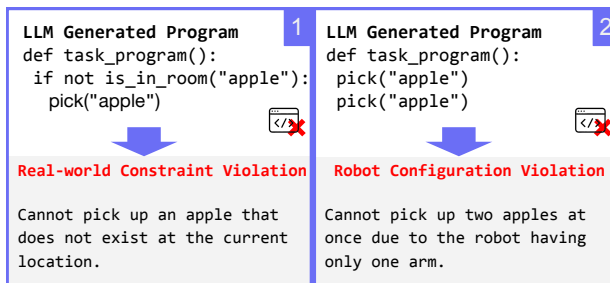 1
LLM Generated Program
def task_program():
if not is_in_room("apple"):
pick("apple")
</>
Real-world Constraint Violation
Cannot pick up an apple that
does not exist at the current
location.
2
LLM Generated Program
def task_program():
pick("apple")
pick("apple")
</>
Robot Configuration Violation
Cannot pick up two apples at
once due to the robot having
only one arm.